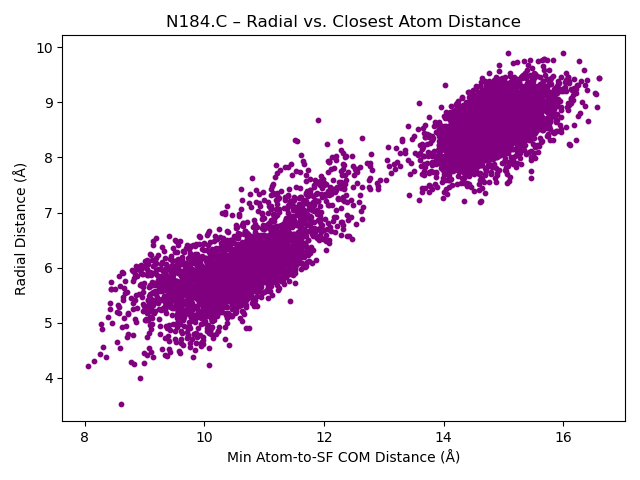 N184.C – Radial vs. Closest Atom Distance
Radial Distance (Å)
10
9
8
7
6
5
4
8 10 12 14 16
Min Atom-to-SF COM Distance (Å)